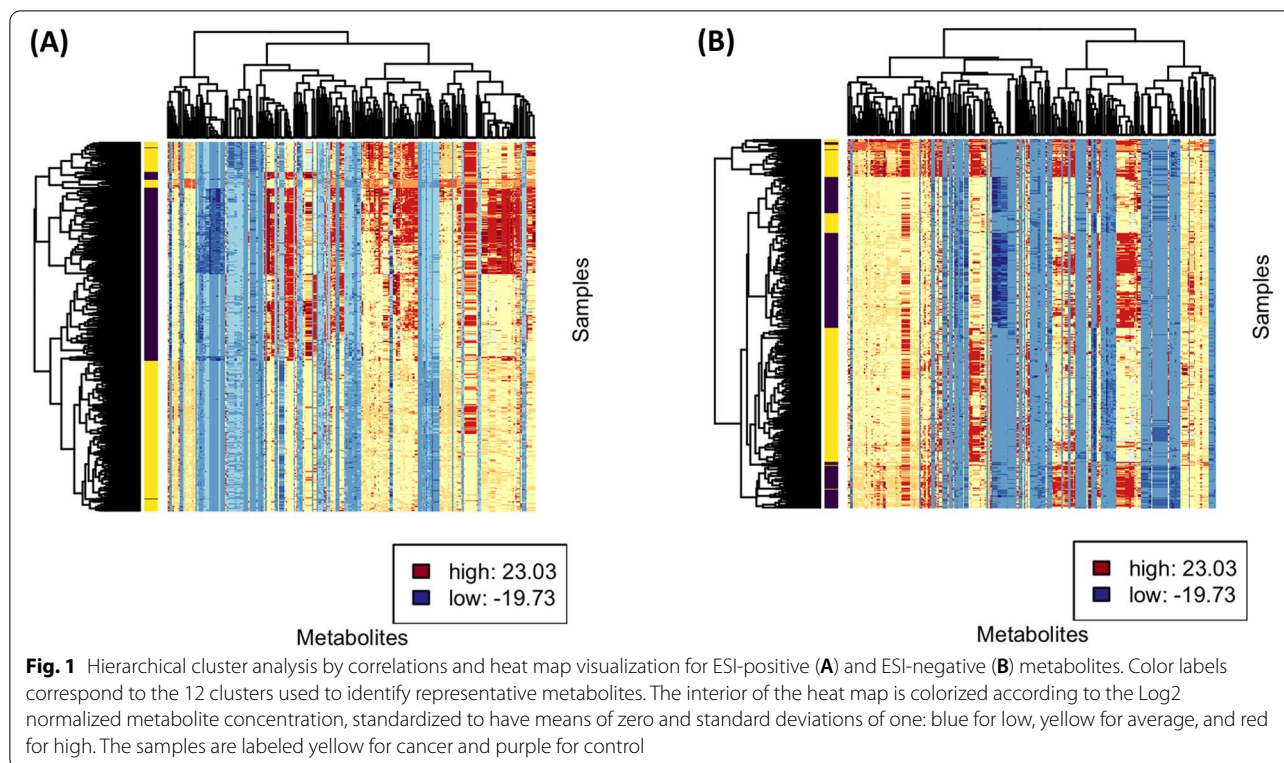 (A)
(B)
Samples
Samples
high: 23.03
low: -19.73
high: 23.03
low: -19.73
Metabolites
Metabolites
Fig. 1 Hierarchical cluster analysis by correlations and heat map visualization for ESI-positive (A) and ESI-negative (B) metabolites. Color labels
correspond to the 12 clusters used to identify representative metabolites. The interior of the heat map is colorized according to the Log2
normalized metabolite concentration, standardized to have means of zero and standard deviations of one: blue for low, yellow for average, and red
for high. The samples are labeled yellow for cancer and purple for control